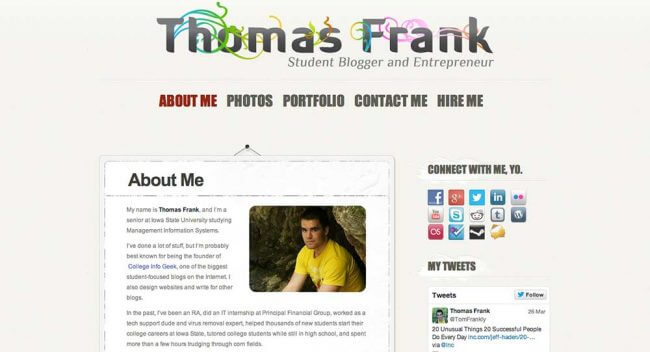 Thomas Frank
Student Blogger and Entrepreneur
ABOUT ME PHOTOS PORTFOLIO CONTACT ME HIRE ME
About Me
My name is Thomas Frank, and I'm a
senior at Iowa State University studying
Management Information Systems.
I've done a lot of stuff, but I'm probably
best known for being the founder of
College Info Geek, one of the biggest
student-focused blogs on the Internet. I
also design websites and write for other
blogs.
In the past, I've been an RA, did an IT internship at Principal Financial Group, worked as a
tech support dude and virus removal expert, helped thousands of new students start their
college careers at Iowa State, tutored college students while still in high school, and spent
more than a few hours trudging through corn fields.
CONNECT WITH ME, YO.
flickr
You Tube
MY TWEETS
Tweets
Follow
Thomas Frank
@TomFrankly
26 Mar
20 Unusual Things 20 Successful People
Do Every Day inc.com/jeff-haden/20-...
via @Inc